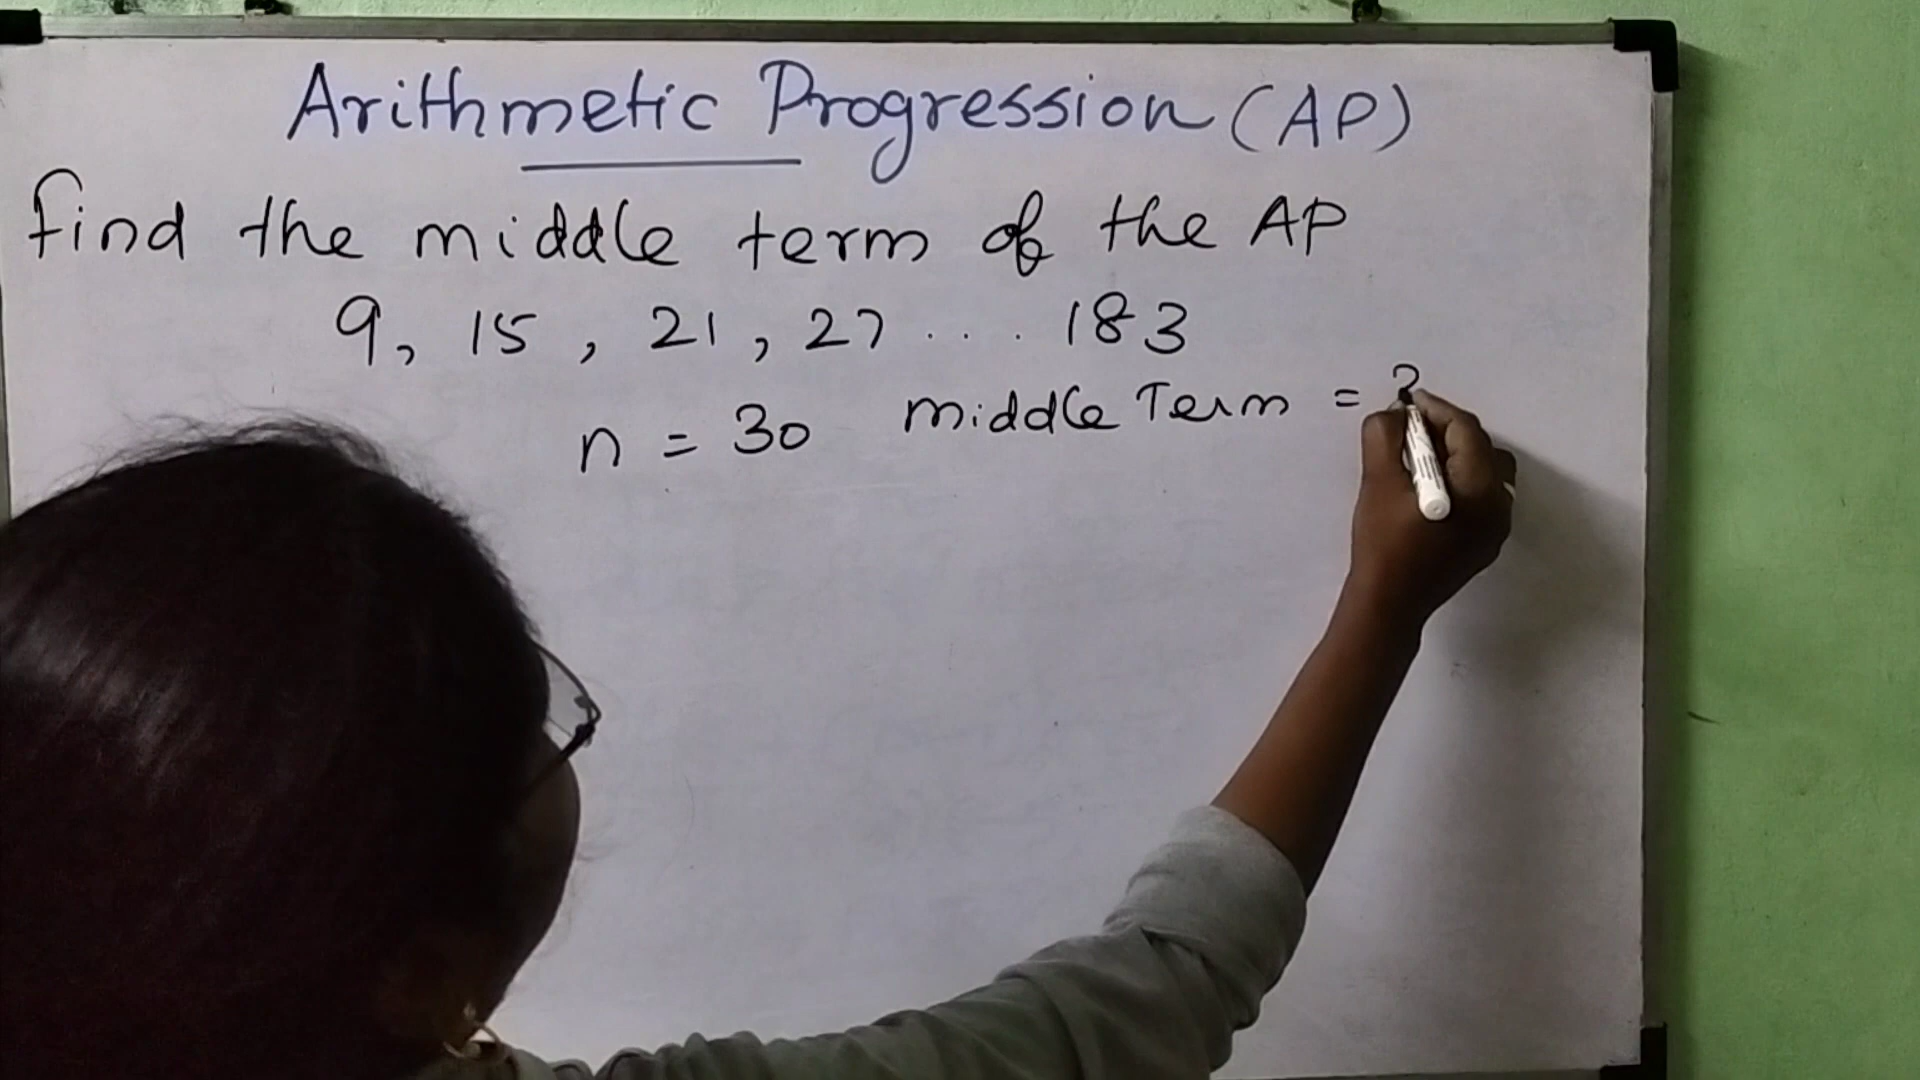 Arithmetic Progression (AP)
find the middle term of the AP
9, 15, 21, 27 ... 183
n = 30 middle Term = ?